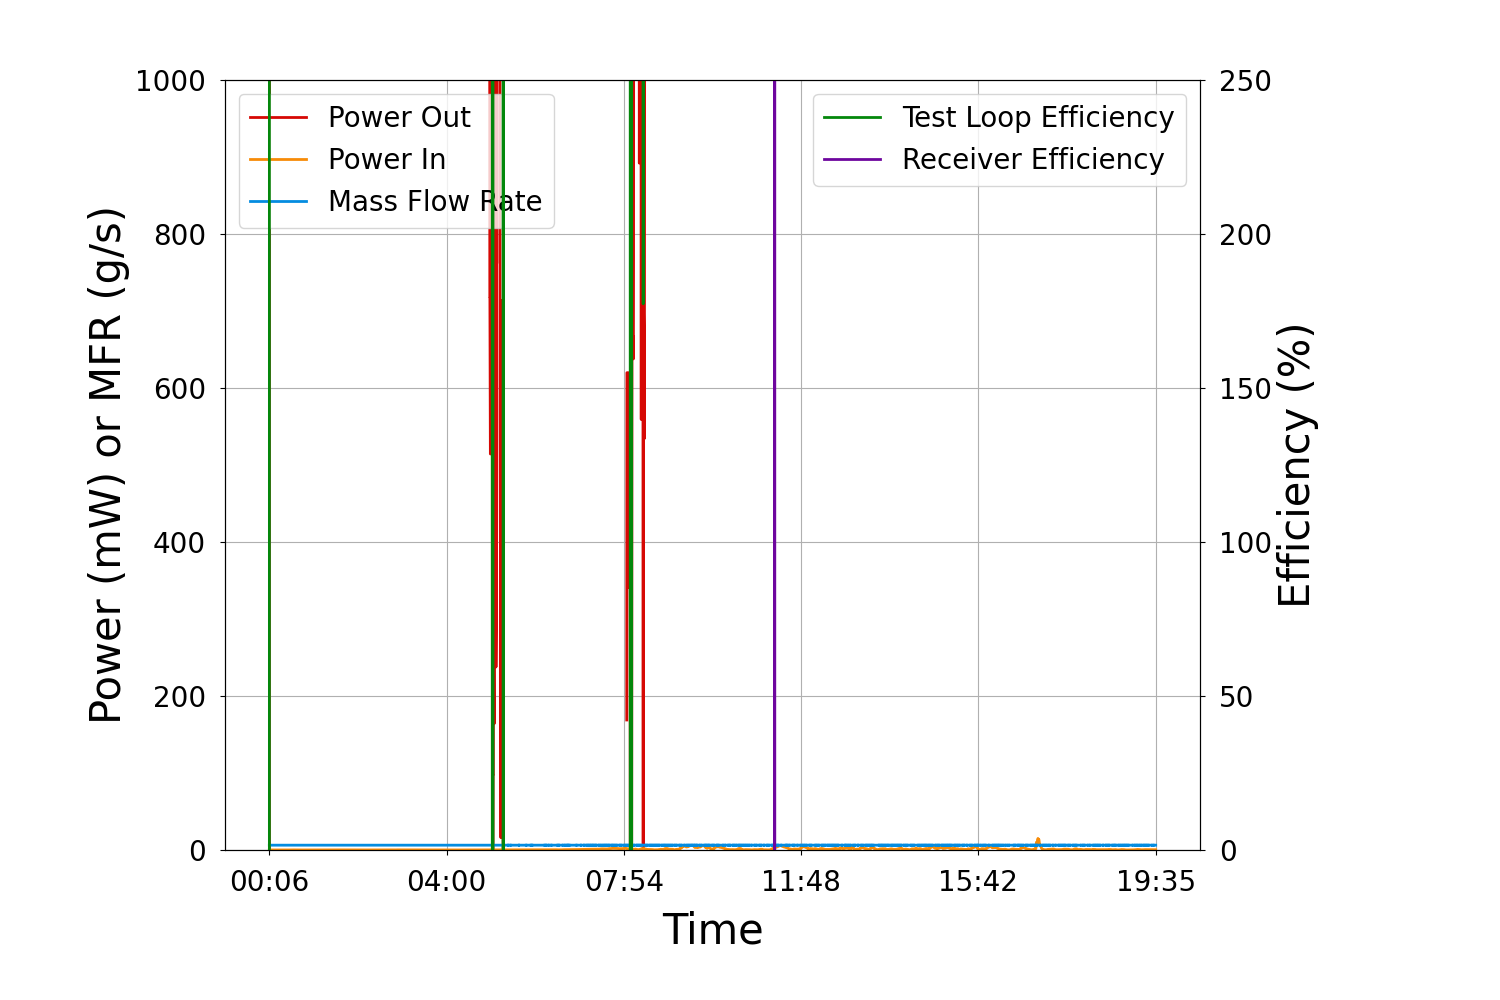 1000
800
600
400
200
0
Power (mW) or MFR (g/s)
Power Out
Power In
Mass Flow Rate
Test Loop Efficiency
Receiver Efficiency
250
200
150
100
50
0
Efficiency (%)
00:06 04:00 07:54 11:48 15:42 19:35
Time